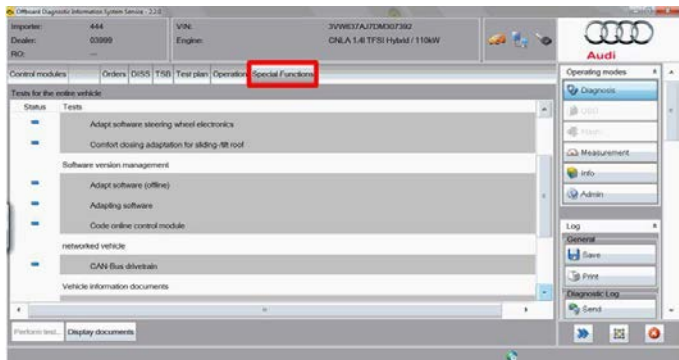 Offboard Diagnostic Information System Service - 2.2.0
Importer: 444 VIN: 3VW637AJ7DM307392
Dealer: 03999 Engine: CNLA 1.4l TFSI Hybrid / 110kW
RO: ---
Audi
Control modules Orders DISS TSB Test plan Operation Special Functions
Tests for the entire vehicle
Status Tests
Adapt software steering wheel electronics
Comfort closing adaptation for sliding-/tilt roof
Software version management
Adapt software (offline)
Adapting software
Code online control module
networked vehicle
CAN-Bus drivetrain
Vehicle information documents
Perform test... Display documents
Operating modes
Diagnosis
OBD
Flash
Measurement
Info
Admin
Log
General
Save
Print
Diagnostic Log
Send